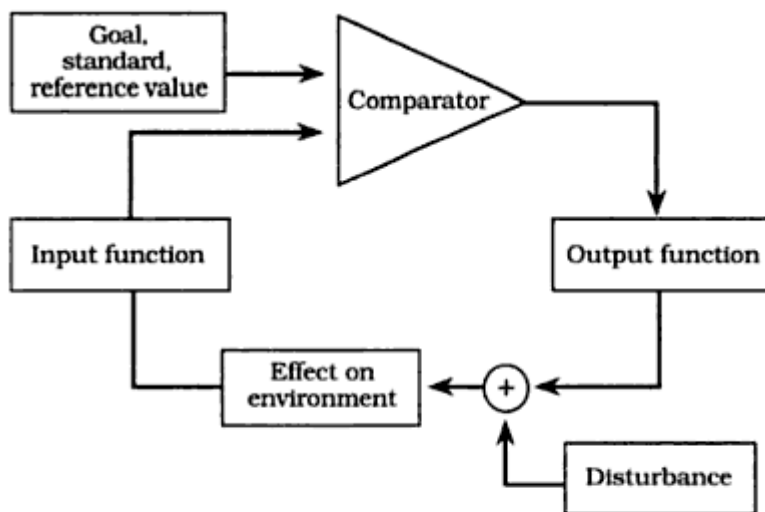 Goal,
standard,
reference value
Comparator
Input function
Output function
Effect on
environment
+
Disturbance